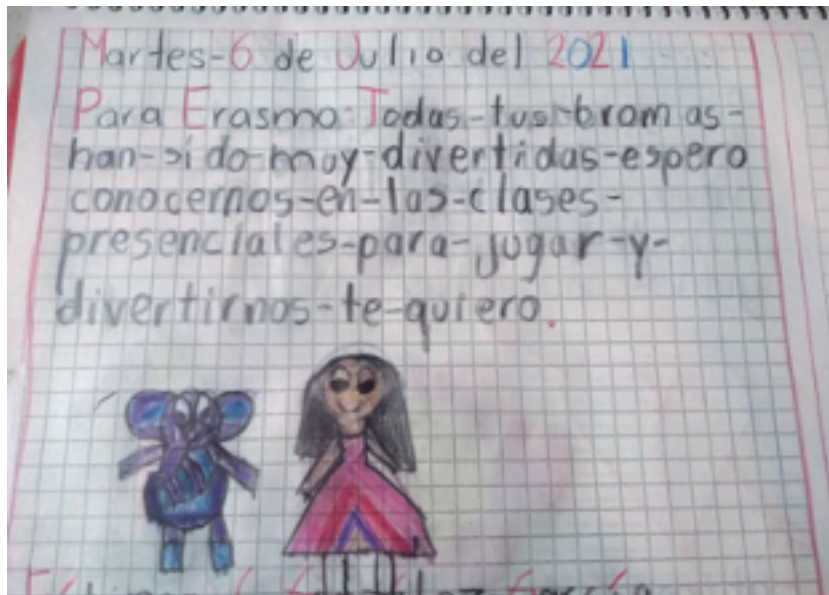 Martes-6 de Julio del 2021
Para Erasmo: Todas-tus-bromas-
han-sido-muy-divertidas-espero
conocernos-en-las-clases-
presenciales-para-jugar-y-
divertirnos-te-quiero.